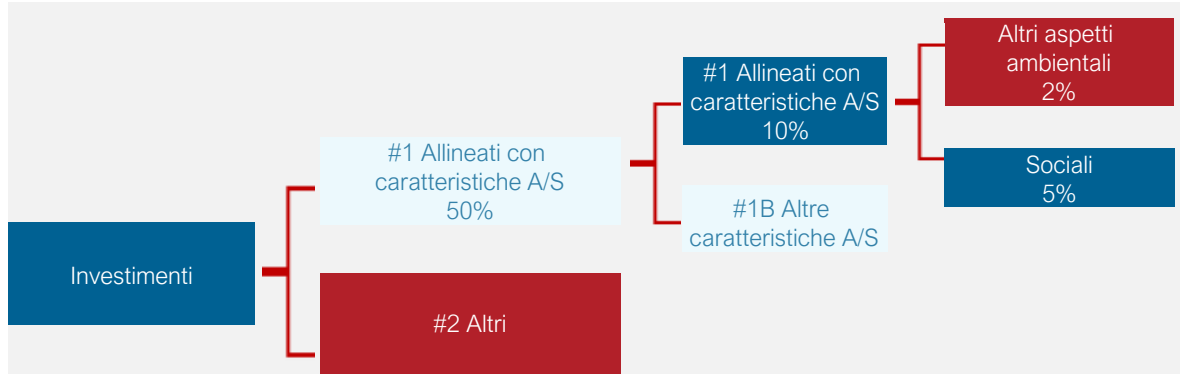 Investimenti
#1 Allineati con
caratteristiche A/S
50%
#2 Altri
#1 Allineati con
caratteristiche A/S
10%
#1B Altre
caratteristiche A/S
Altri aspetti
ambientali
2%
Sociali
5%